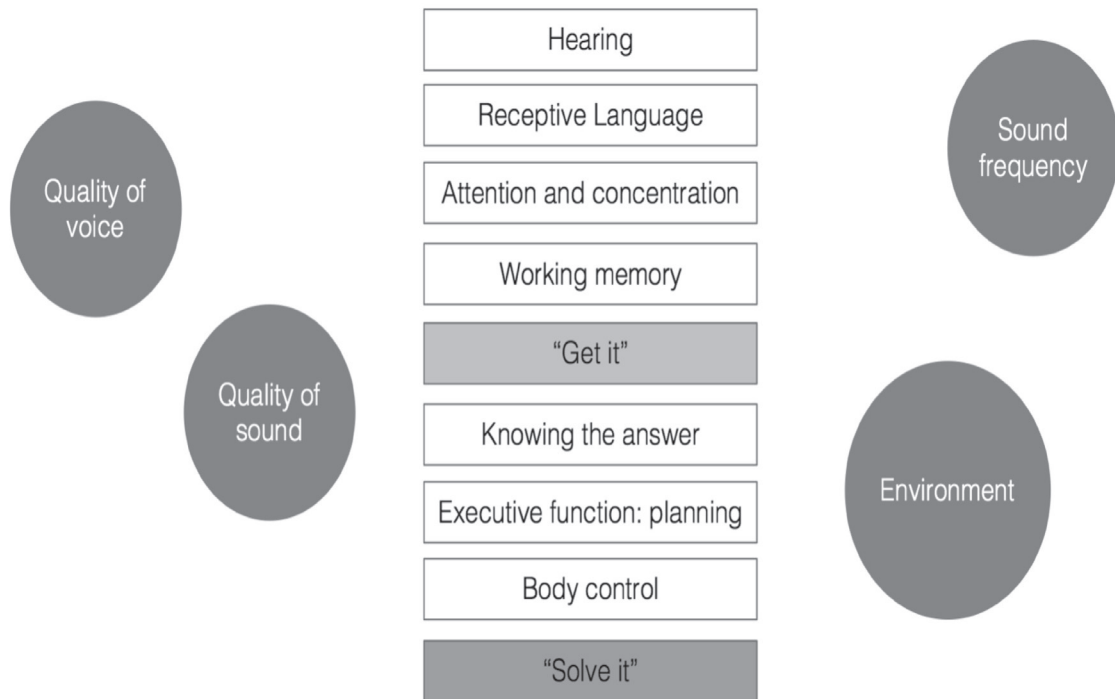 Hearing
Receptive Language
Attention and concentration
Working memory
“Get it”
Knowing the answer
Executive function: planning
Body control
“Solve it”
Quality of
voice
Quality of
sound
Sound
frequency
Environment